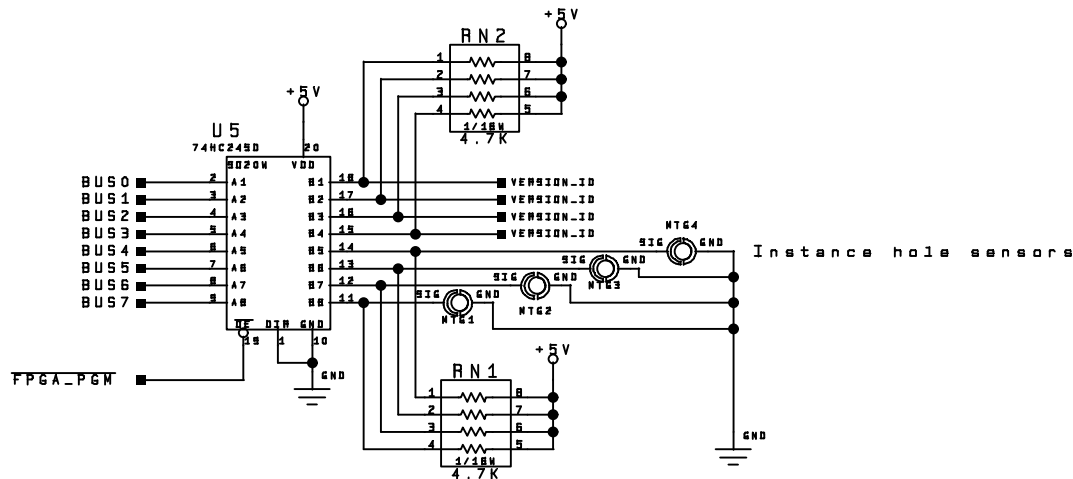 +5V
RN2
1 8
2 7
3 6
4 5
1/16W
4.7K
+5V
U5
74HC245D 20
SO20W VDD
BUS0 2 A1 B1 18 VERSION_ID
BUS1 3 A2 B2 17 VERSION_ID
BUS2 4 A3 B3 16 VERSION_ID
BUS3 5 A4 B4 15 VERSION_ID
MTG4
SIG GND
BUS4 6 A5 B5 14 Instance hole sensors
SIG GND
MTG3
BUS5 7 A6 B6 13
SIG GND
MTG2
BUS6 8 A7 B7 12
SIG GND
MTG1
BUS7 9 A8 B8 11
OE DIR GND
19 1 10
GND
FPGA_PGM
+5V
RN1
1 8
2 7
3 6
4 5
1/16W
4.7K
GND